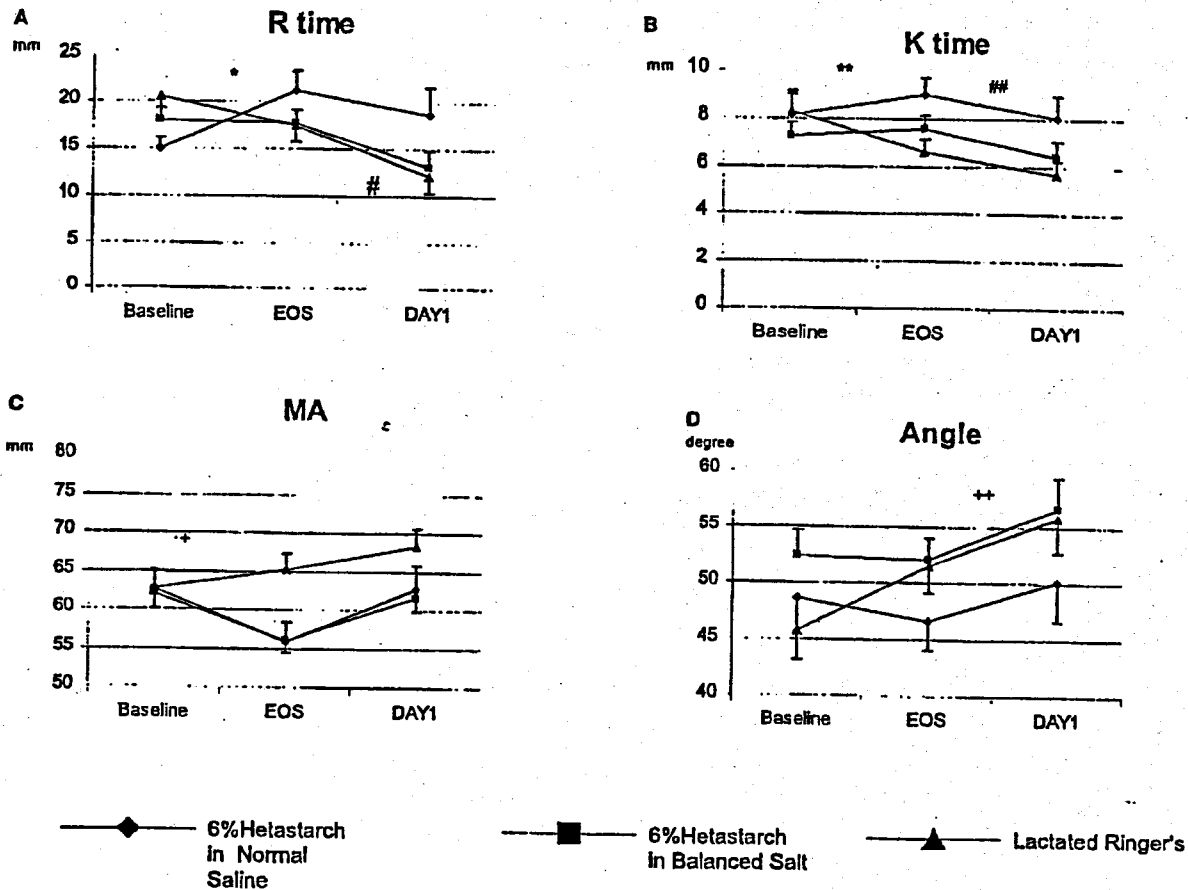 A
R time
mm
25
*
20
15
10
#
5
0
Baseline EOS DAY1
B
K time
mm
10
**
##
8
6
4
2
0
Baseline EOS DAY1
C
MA
mm
80
75
70
65
60
55
50
Baseline EOS DAY1
D
Angle
degree
60
++
55
50
45
40
Baseline EOS DAY1
6%Hetastarch
in Normal
Saline
6%Hetastarch
in Balanced Salt
Lactated Ringer's